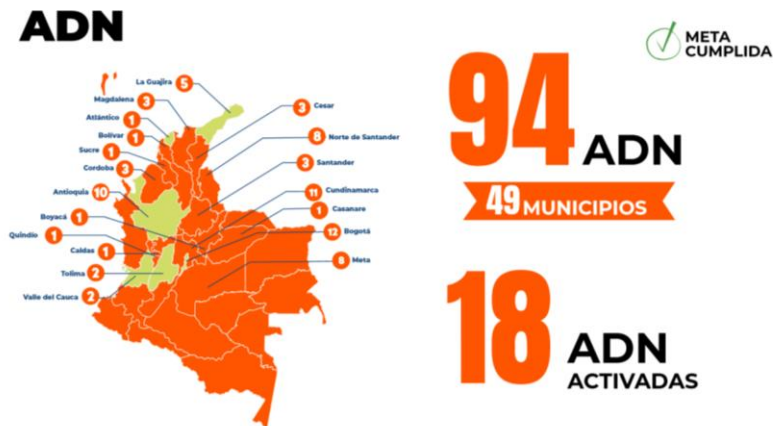 ADN
META
CUMPLIDA
La Guajira 5
Magdalena 3
Atlántico 1
Bolívar 1
Sucre 1
Cordoba 3
Antioquia 10
Boyacá 1
Quindío 1
Caldas 1
Tolima 2
Valle del Cauca 2
3 Cesar
8 Norte de Santander
3 Santander
11 Cundinamarca
1 Casanare
12 Bogotá
Meta
94 ADN
49 MUNICIPIOS
18 ADN
ACTIVADAS